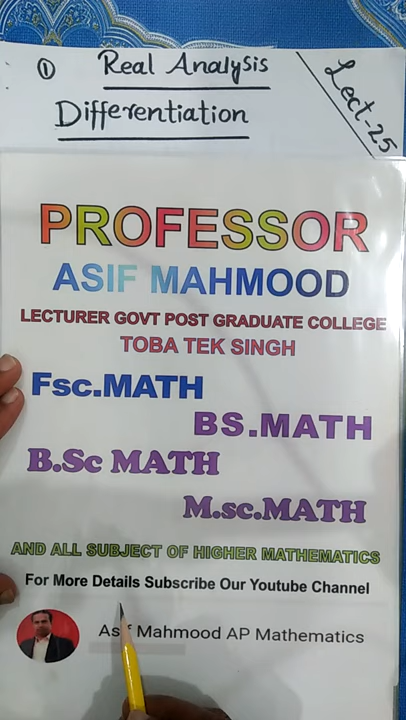 ① Real Analysis
Lect-25
Differentiation
PROFESSOR
ASIF MAHMOOD
LECTURER GOVT POST GRADUATE COLLEGE
TOBA TEK SINGH
Fsc.MATH
BS.MATH
B.Sc MATH
M.sc.MATH
AND ALL SUBJECT OF HIGHER MATHEMATICS
For More Details Subscribe Our Youtube Channel
Asif Mahmood AP Mathematics